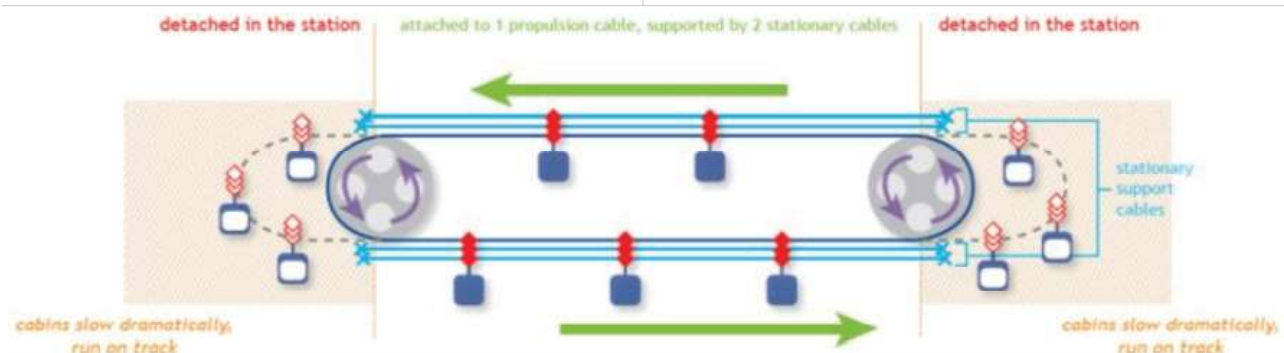 detached in the station
attached to 1 propulsion cable, supported by 2 stationary cables
detached in the station
stationary
support
cables
cabins slow dramatically,
run on track
cabins slow dramatically,
run on track